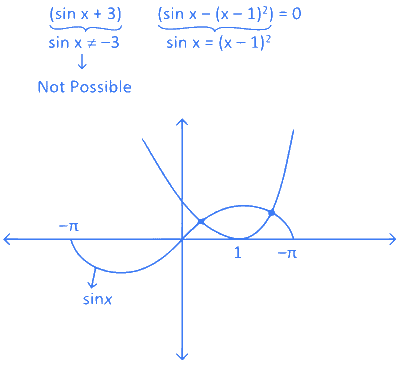 (sin x + 3) (sin x – (x – 1)²) = 0
sin x ≠ –3 sin x = (x – 1)²
↓
Not Possible
–π
1 –π
sinx